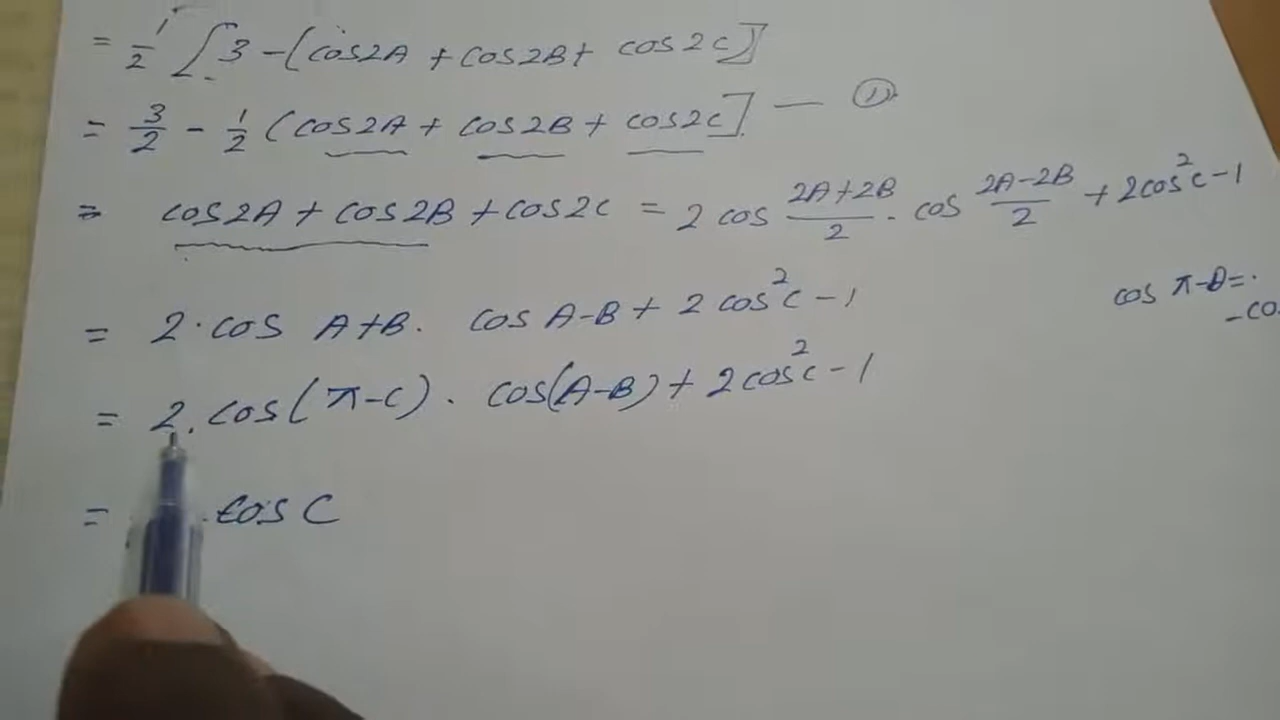 = 1/2 [3 - (cos2A + cos2B + cos2C)]
= 3/2 - 1/2 (cos2A + cos2B + cos2C] — (1)
= cos2A + cos2B + cos2C = 2 cos (2A+2B)/2 . cos (2A-2B)/2 + 2cos²C - 1
cos π-θ = -co
= 2.cos A+B. cos A-B + 2cos²C - 1
= 2.cos(π-C). cos(A-B) + 2cos²C - 1
= .cos C